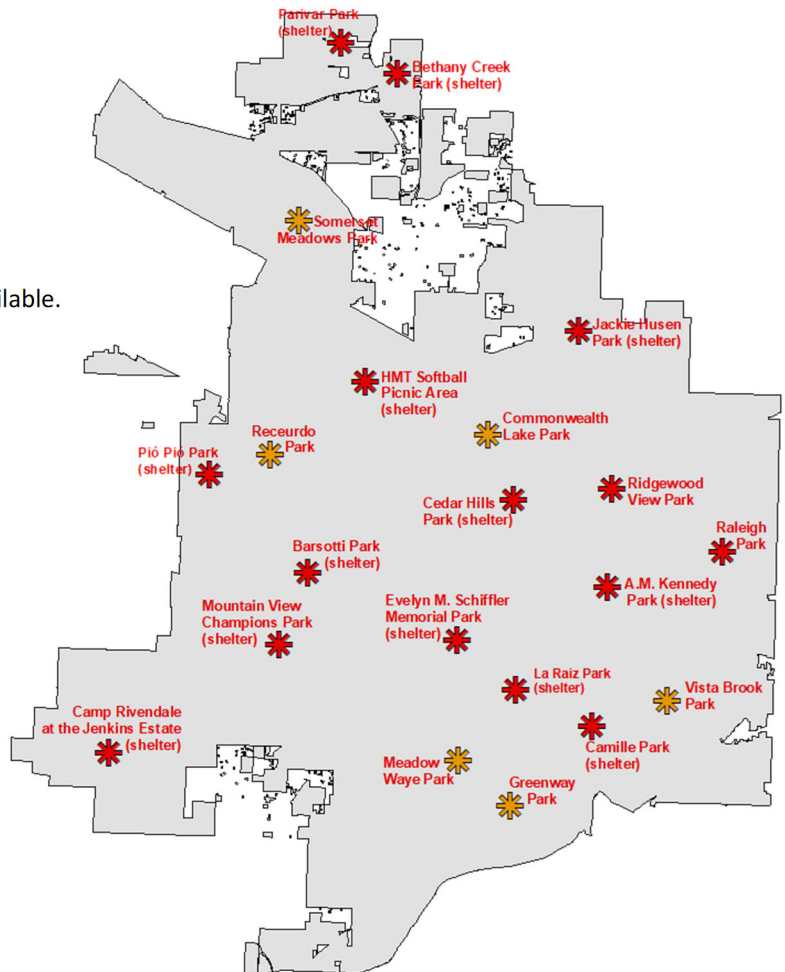 Parivar Park
(shelter)
Bethany Creek
Park (shelter)
Somerset
Meadows Park
ilable.
Jackie Husen
Park (shelter)
HMT Softball
Picnic Area
(shelter)
Commonwealth
Lake Park
Receurdo
Park
Pió Pió Park
(shelter)
Cedar Hills
Park (shelter)
Ridgewood
View Park
Raleigh
Park
Barsotti Park
(shelter)
A.M. Kennedy
Park (shelter)
Evelyn M. Schiffler
Memorial Park
(shelter)
Mountain View
Champions Park
(shelter)
La Raiz Park
(shelter)
Vista Brook
Park
Camp Rivendale
at the Jenkins Estate
(shelter)
Camille Park
(shelter)
Meadow
Waye Park
Greenway
Park